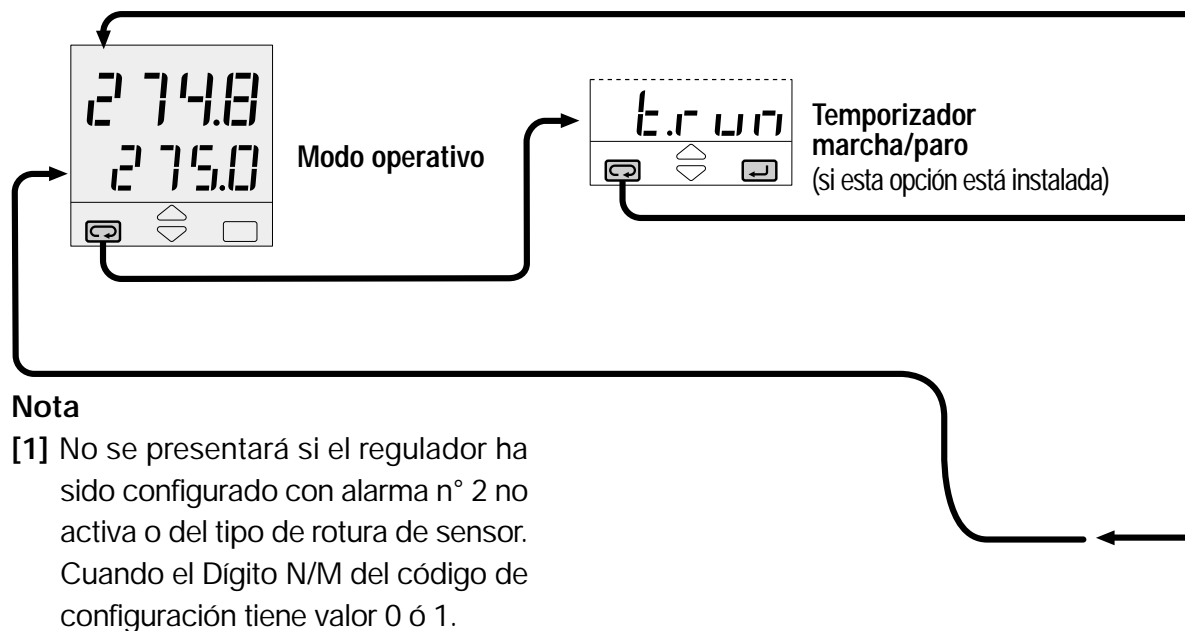 274.8
275.0
Modo operativo
t.run
Temporizador
marcha/paro
(si esta opción está instalada)
Nota
[1] No se presentará si el regulador ha
sido configurado con alarma n° 2 no
activa o del tipo de rotura de sensor.
Cuando el Dígito N/M del código de
configuración tiene valor 0 ó 1.